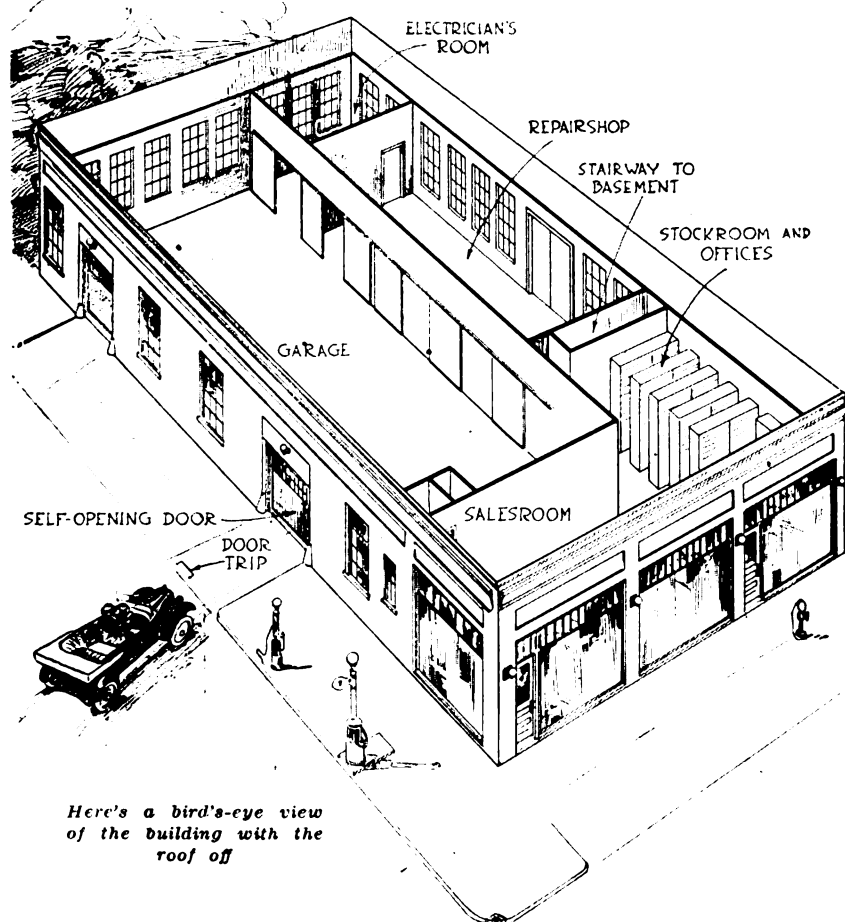 ELECTRICIAN'S
ROOM
REPAIRSHOP
STAIRWAY TO
BASEMENT
STOCKROOM AND
OFFICES
GARAGE
SELF-OPENING DOOR
SALESROOM
DOOR
TRIP
Here's a bird's-eye view
of the building with the
roof off